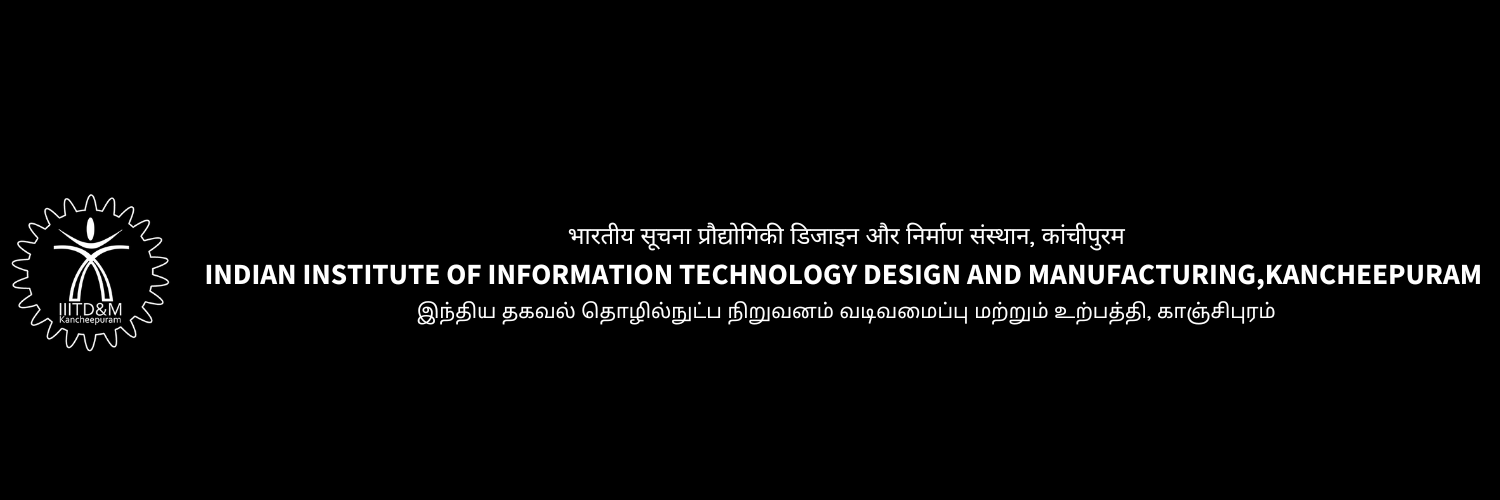 IIITD&M
Kancheepuram
भारतीय सूचना प्रौद्योगिकी डिजाइन और निर्माण संस्थान, कांचीपुरम
INDIAN INSTITUTE OF INFORMATION TECHNOLOGY DESIGN AND MANUFACTURING,KANCHEEPURAM
இந்திய தகவல் தொழில்நுட்ப நிறுவனம் வடிவமைப்பு மற்றும் உற்பத்தி, காஞ்சிபுரம்